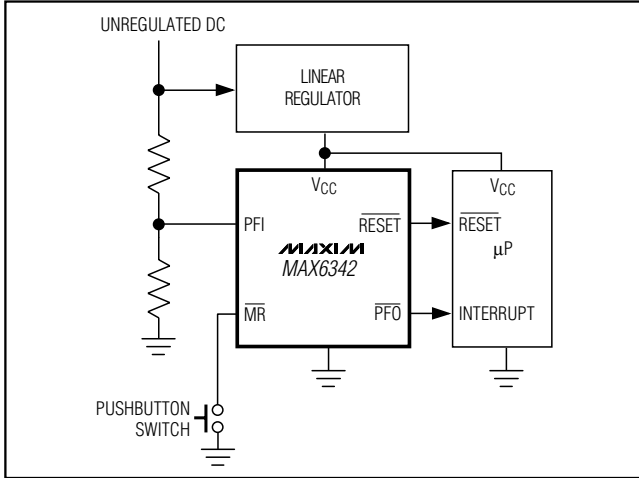 UNREGULATED DC
LINEAR
REGULATOR
VCC
VCC
PFI
RESET
RESET
MAXIM
µP
MAX6342
MR
PFO
INTERRUPT
PUSHBUTTON
SWITCH